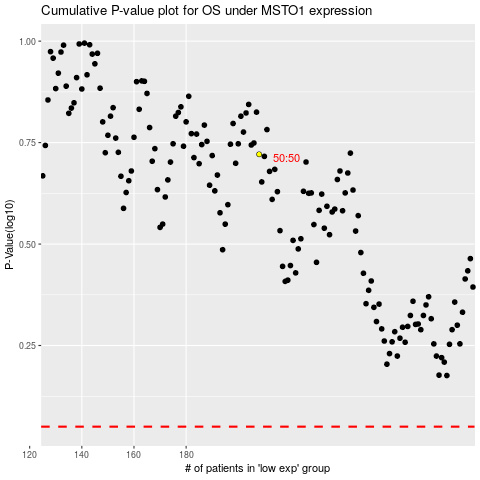 Cumulative P-value plot for OS under MSTO1 expression
P-Value(log10)
1.00
0.75
0.50
0.25
50:50
120 140 160 180
# of patients in 'low exp' group